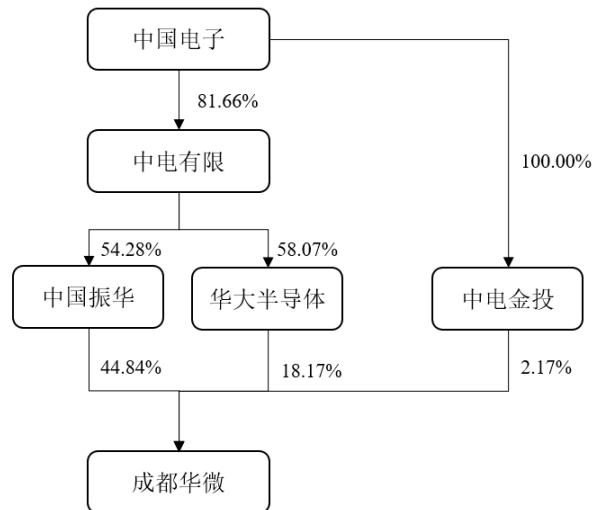 中国电子
81.66%
中电有限
100.00%
54.28%
58.07%
中国振华
华大半导体
中电金投
44.84%
18.17%
2.17%
成都华微